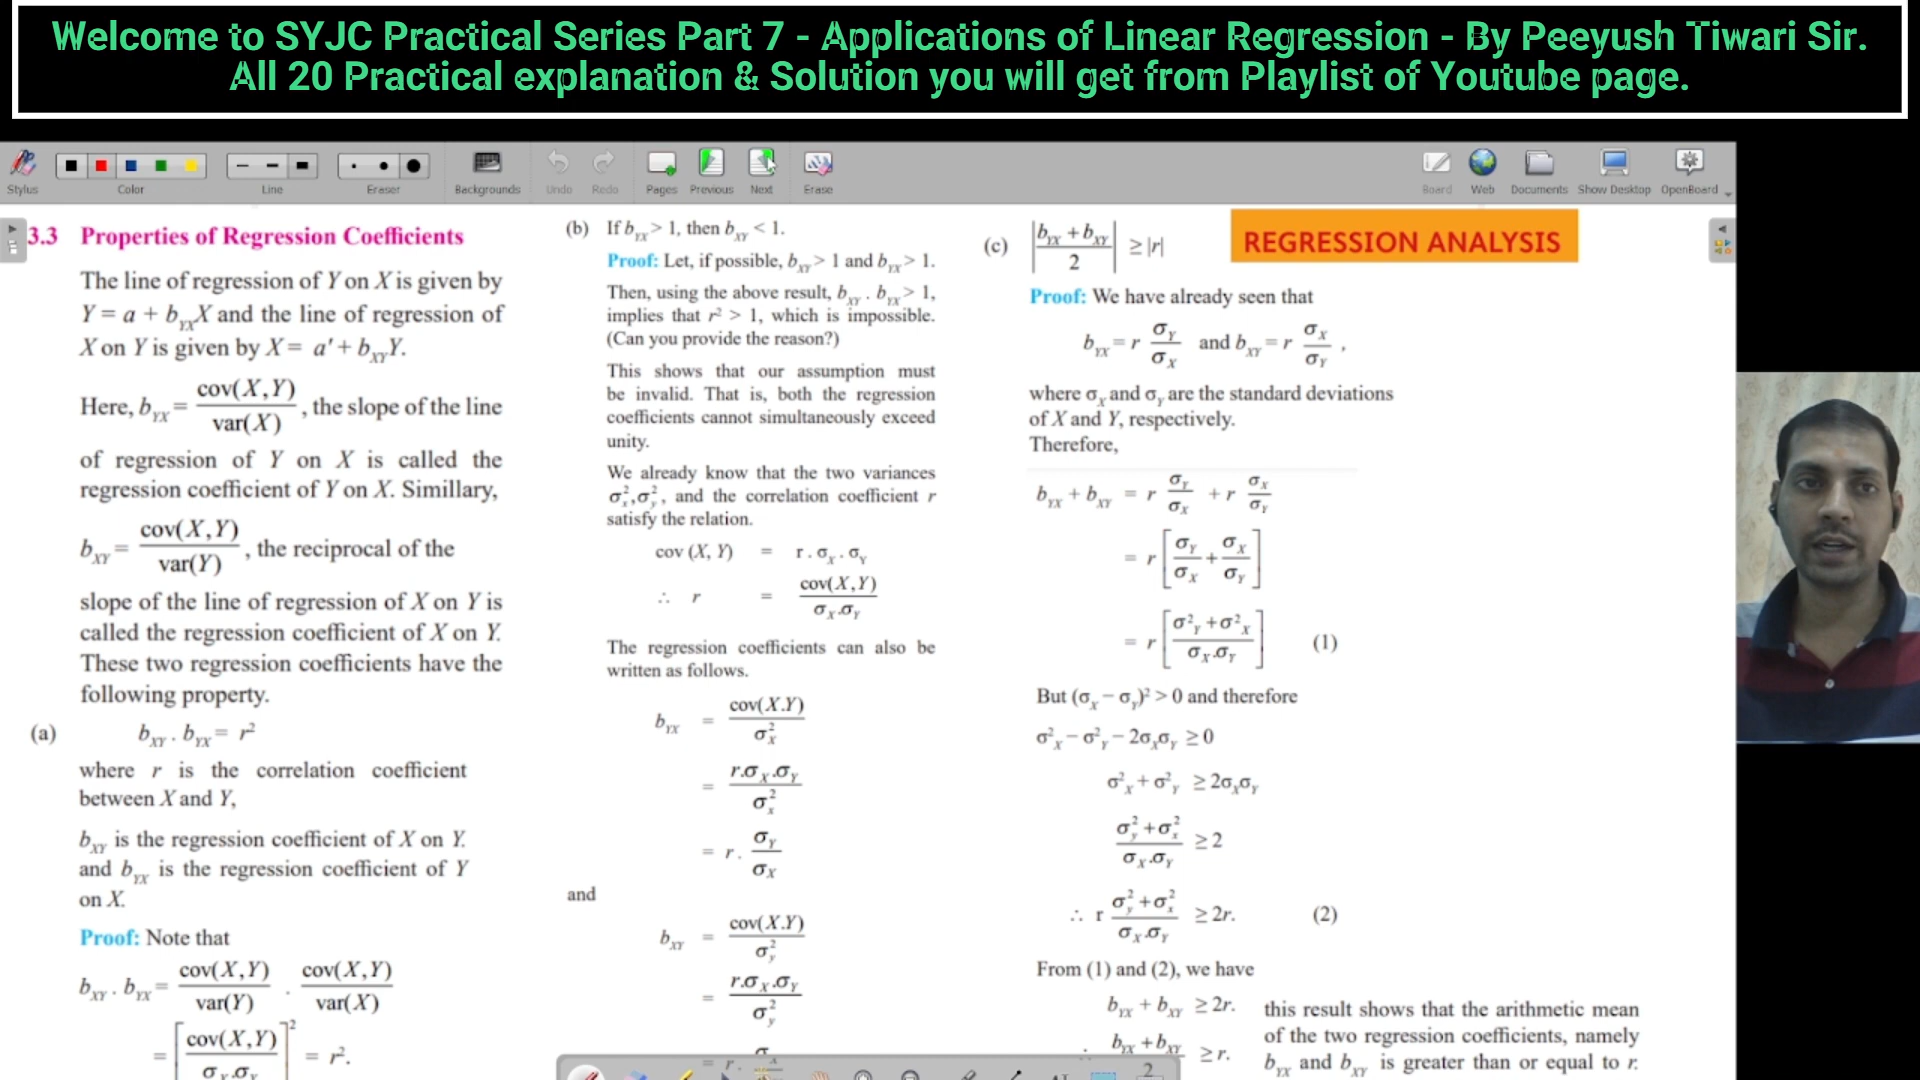 Welcome to SYJC Practical Series Part 7 - Applications of Linear Regression - By Peeyush Tiwari Sir.
All 20 Practical explanation & Solution you will get from Playlist of Youtube page.
Stylus Color Line Eraser Backgrounds Undo Redo Pages Previous Next Erase Board Web Documents Show Desktop OpenBoard
3.3 Properties of Regression Coefficients
The line of regression of Y on X is given by
Y = a + b_YX X and the line of regression of
X on Y is given by X = a' + b_XY Y.
Here, b_YX = cov(X,Y) / var(X) , the slope of the line
of regression of Y on X is called the
regression coefficient of Y on X. Simillary,
b_XY = cov(X,Y) / var(Y) , the reciprocal of the
slope of the line of regression of X on Y is
called the regression coefficient of X on Y.
These two regression coefficients have the
following property.
(a) b_XY . b_YX = r²
where r is the correlation coefficient
between X and Y,
b_XY is the regression coefficient of X on Y.
and b_YX is the regression coefficient of Y
on X.
Proof: Note that
b_XY . b_YX = cov(X,Y) / var(Y) . cov(X,Y) / var(X)
= [cov(X,Y) / σ_X.σ_Y]² = r².
(b) If b_YX > 1, then b_XY < 1.
Proof: Let, if possible, b_XY > 1 and b_YX > 1.
Then, using the above result, b_XY . b_YX > 1,
implies that r² > 1, which is impossible.
(Can you provide the reason?)
This shows that our assumption must
be invalid. That is, both the regression
coefficients cannot simultaneously exceed
unity.
We already know that the two variances
σ²_x, σ²_y, and the correlation coefficient r
satisfy the relation.
cov (X, Y) = r . σ_X . σ_Y
∴ r = cov(X,Y) / σ_X.σ_Y
The regression coefficients can also be
written as follows.
b_YX = cov(X.Y) / σ²_x
= r.σ_X.σ_Y / σ²_x
= r . σ_Y / σ_X
and
b_XY = cov(X.Y) / σ²_y
= r.σ_X.σ_Y / σ²_y
= r . σ
(c) |b_YX + b_XY / 2| ≥ |r|
REGRESSION ANALYSIS
Proof: We have already seen that
b_YX = r σ_Y / σ_X and b_XY = r σ_X / σ_Y ,
where σ_x and σ_y are the standard deviations
of X and Y, respectively.
Therefore,
b_YX + b_XY = r σ_Y / σ_X + r σ_X / σ_Y
= r [σ_Y / σ_X + σ_X / σ_Y]
= r [σ²_Y + σ²_X / σ_X.σ_Y] (1)
But (σ_X − σ_Y)² > 0 and therefore
σ²_X − σ²_Y − 2σ_Xσ_Y ≥ 0
σ²_X + σ²_Y ≥ 2σ_Xσ_Y
σ²_y + σ²_x / σ_X.σ_Y ≥ 2
∴ r σ²_y + σ²_x / σ_X.σ_Y ≥ 2r. (2)
From (1) and (2), we have
b_YX + b_XY ≥ 2r.
∴ b_YX + b_XY / 2 ≥ r.
this result shows that the arithmetic mean
of the two regression coefficients, namely
b_YX and b_XY is greater than or equal to r.